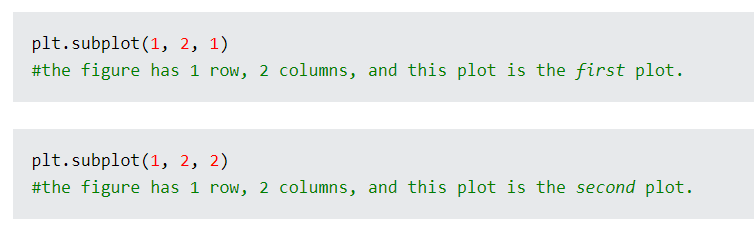 plt.subplot(1, 2, 1)
#the figure has 1 row, 2 columns, and this plot is the first plot.
plt.subplot(1, 2, 2)
#the figure has 1 row, 2 columns, and this plot is the second plot.